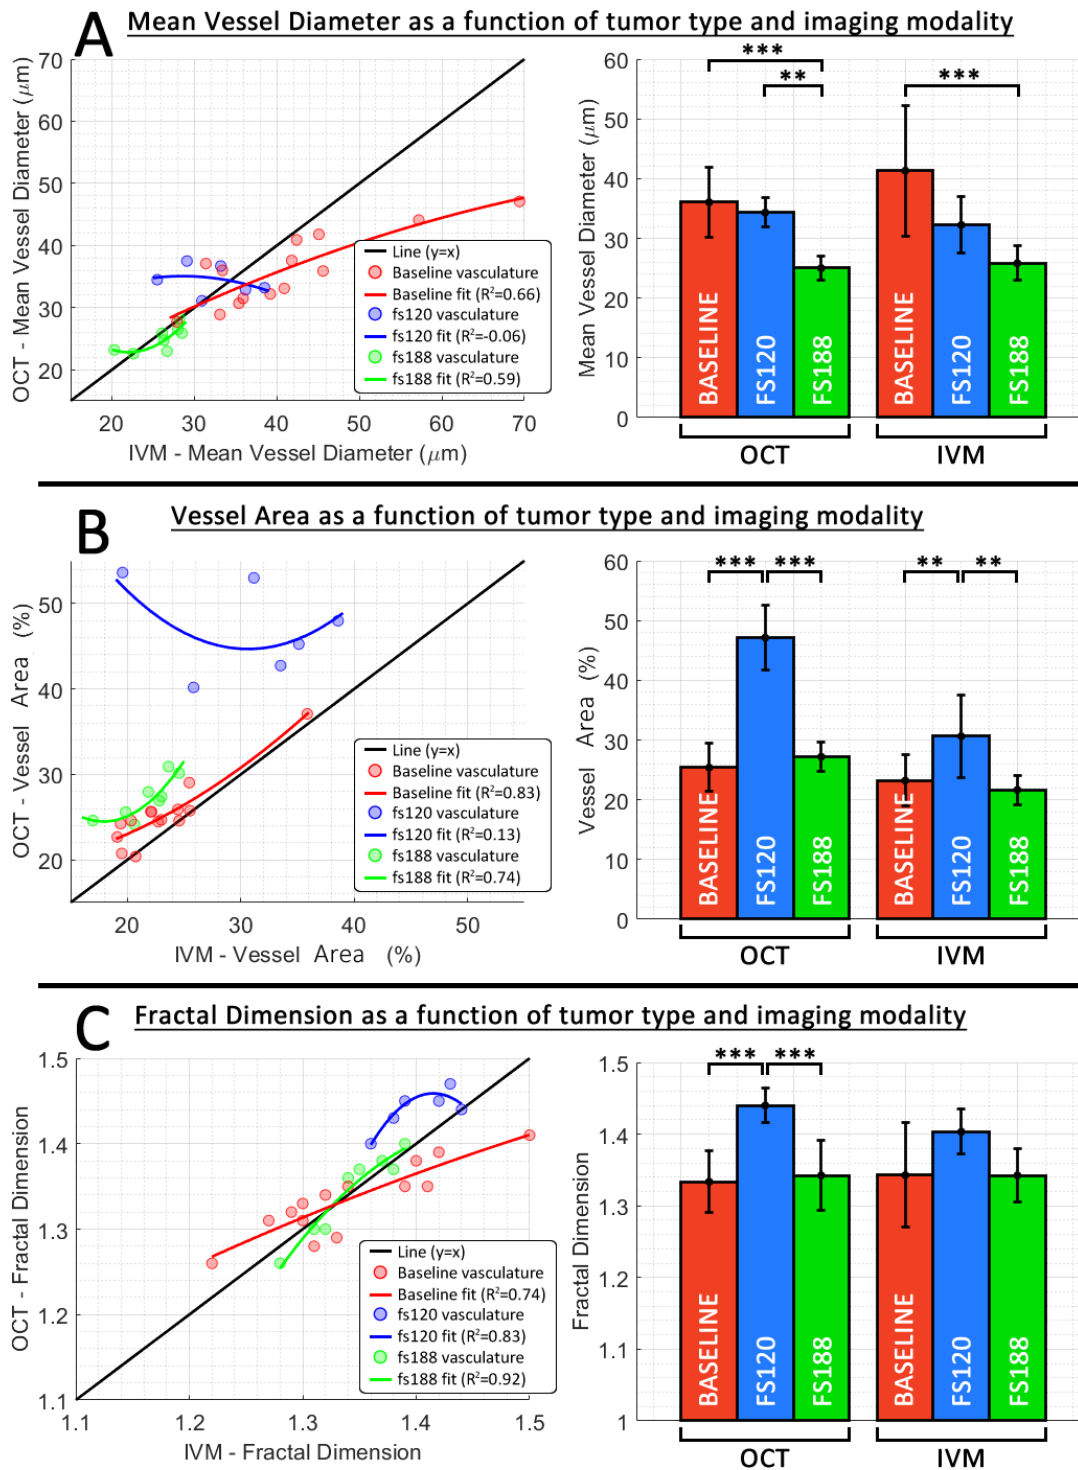 A
Mean Vessel Diameter as a function of tumor type and imaging modality
OCT - Mean Vessel Diameter (μm)
70
60
50
40
30
20
20 30 40 50 60 70
IVM - Mean Vessel Diameter (μm)
Line (y=x)
Baseline vasculature
Baseline fit (R²=0.66)
fs120 vasculature
fs120 fit (R²=-0.06)
fs188 vasculature
fs188 fit (R²=0.59)
Mean Vessel Diameter (μm)
60
50
40
30
20
10
0
***
**
***
BASELINE FS120 FS188 BASELINE FS120 FS188
OCT IVM
B
Vessel Area as a function of tumor type and imaging modality
OCT - Vessel Area (%)
50
40
30
20
20 30 40 50
IVM - Vessel Area (%)
Line (y=x)
Baseline vasculature
Baseline fit (R²=0.83)
fs120 vasculature
fs120 fit (R²=0.13)
fs188 vasculature
fs188 fit (R²=0.74)
Vessel Area (%)
60
50
40
30
20
10
0
*** *** ** **
BASELINE FS120 FS188 BASELINE FS120 FS188
OCT IVM
C
Fractal Dimension as a function of tumor type and imaging modality
OCT - Fractal Dimension
1.5
1.4
1.3
1.2
1.1
1.1 1.2 1.3 1.4 1.5
IVM - Fractal Dimension
Line (y=x)
Baseline vasculature
Baseline fit (R²=0.74)
fs120 vasculature
fs120 fit (R²=0.83)
fs188 vasculature
fs188 fit (R²=0.92)
Fractal Dimension
1.5
1.4
1.3
1.2
1.1
1
*** ***
BASELINE FS120 FS188 BASELINE FS120 FS188
OCT IVM